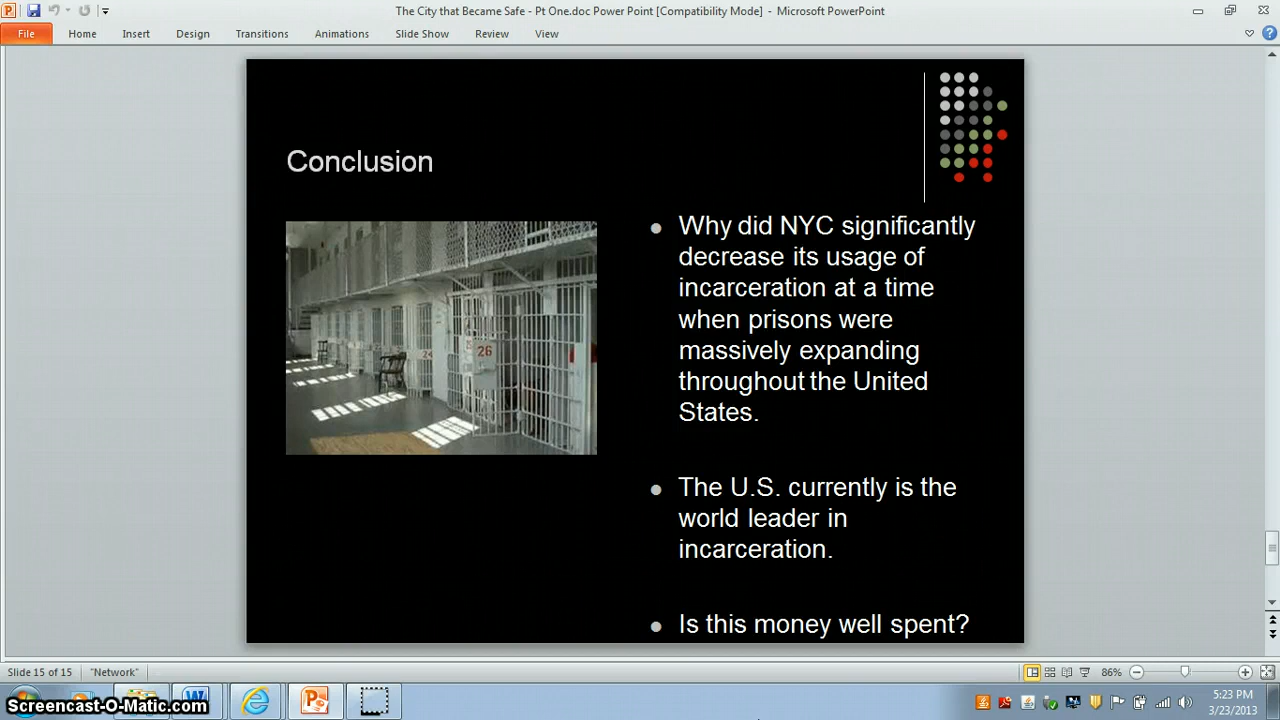 The City that Became Safe - Pt One.doc Power Point [Compatibility Mode] - Microsoft PowerPoint
File Home Insert Design Transitions Animations Slide Show Review View
Conclusion
26
24
Why did NYC significantly
decrease its usage of
incarceration at a time
when prisons were
massively expanding
throughout the United
States.
The U.S. currently is the
world leader in
incarceration.
Is this money well spent?
Slide 15 of 15 "Network" 86%
Screencast-O-Matic.com
5:23 PM
3/23/2013